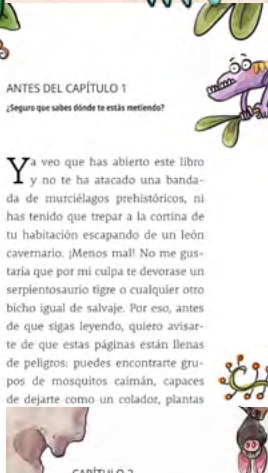 ANTES DEL CAPÍTULO 1
¿Seguro que sabes dónde te estás metiendo?
Ya veo que has abierto este libro
y no te ha atacado una banda-
da de murciélagos prehistóricos, ni
has tenido que trepar a la cortina de
tu habitación escapando de un león
cavernario. ¡Menos mal! No me gus-
taría que por mi culpa te devorase un
serpientosaurio tigre o cualquier otro
bicho igual de salvaje. Por eso, antes
de que sigas leyendo, quiero avisar-
te de que estas páginas están llenas
de peligros: puedes encontrarte gru-
pos de mosquitos caimán, capaces
de dejarte como un colador, plantas
CAPÍTULO 2